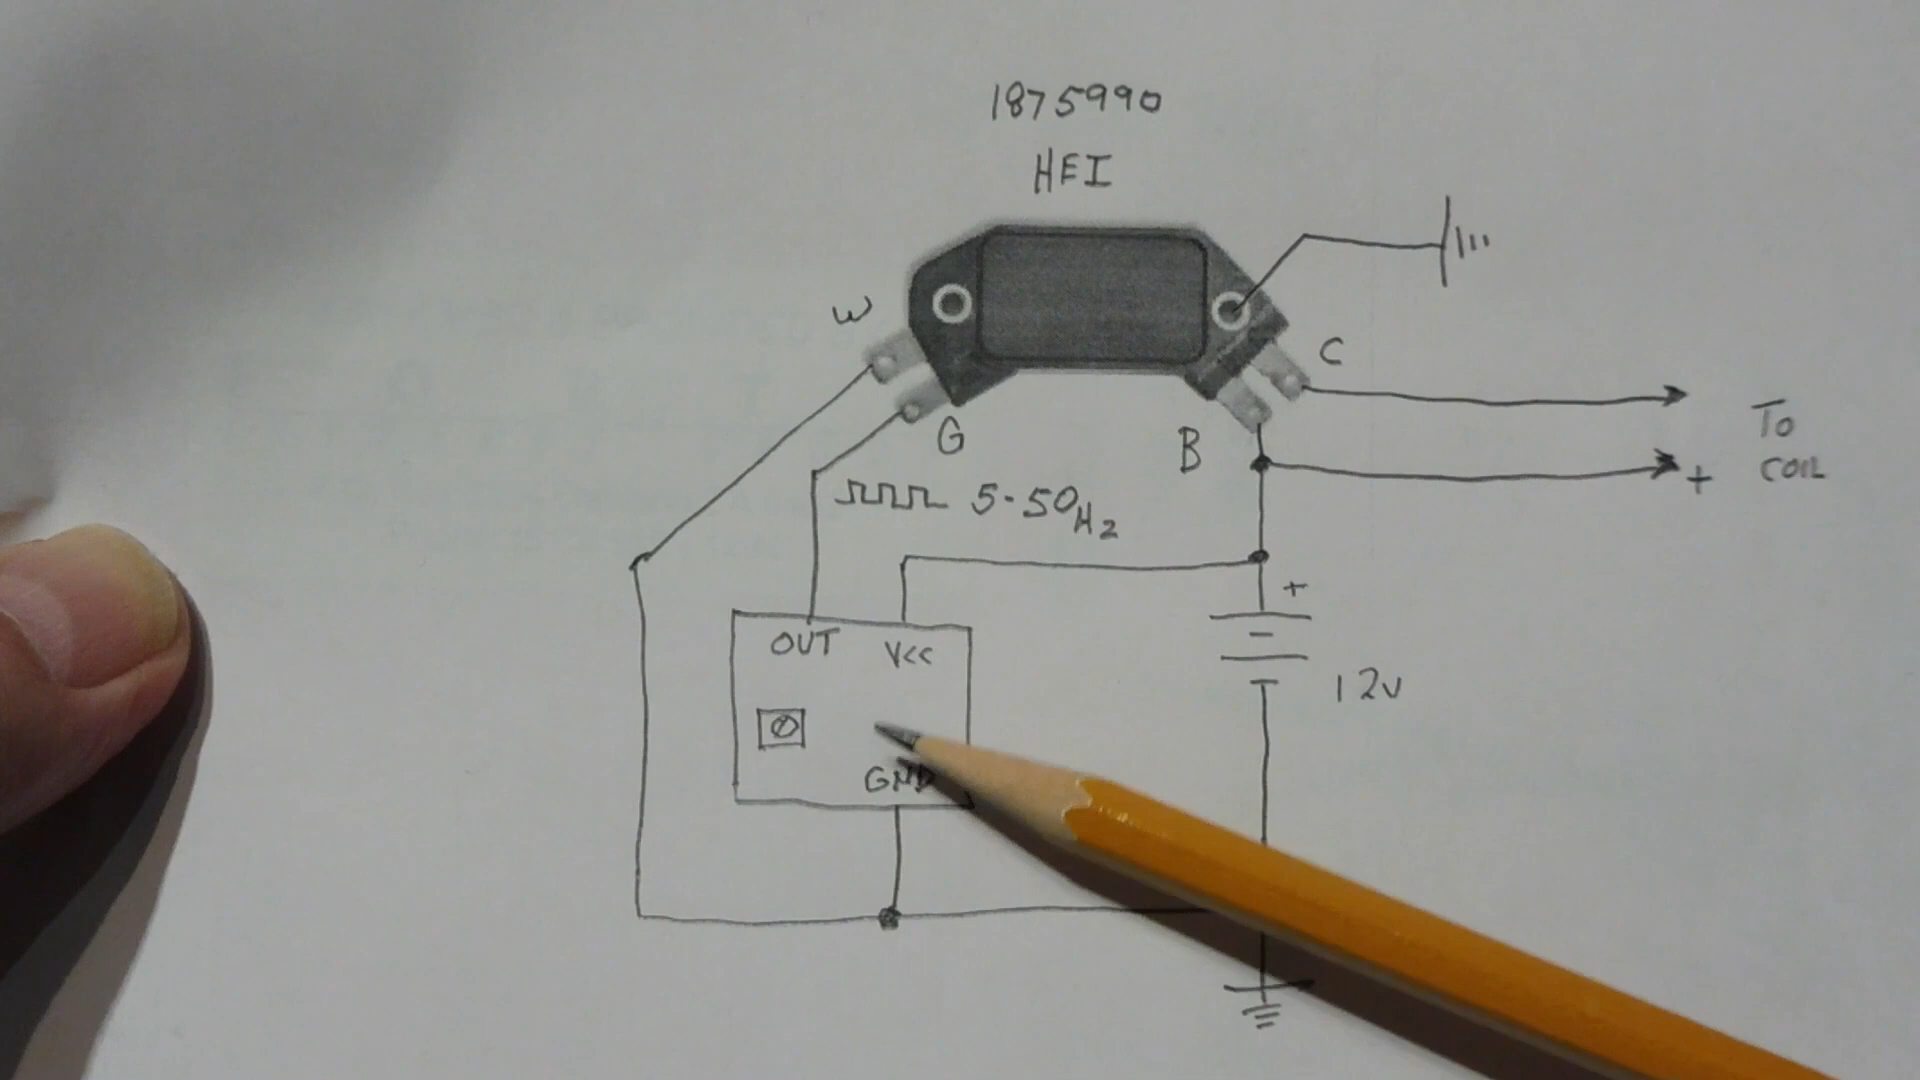 1875990
HEI
W
C
G
B
To
COIL
+
5-50Hz
+
OUT
VCC
12v
GND